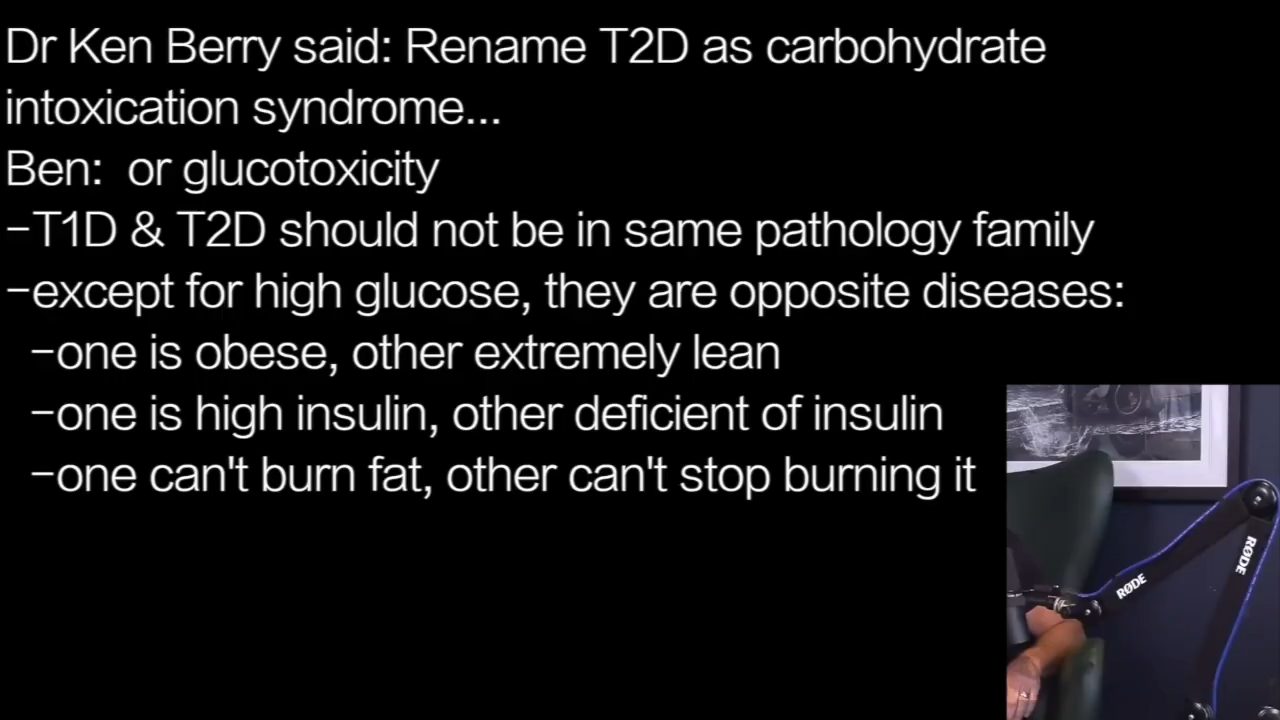 Dr Ken Berry said: Rename T2D as carbohydrate
intoxication syndrome...
Ben:  or glucotoxicity
-T1D & T2D should not be in same pathology family
-except for high glucose, they are opposite diseases:
-one is obese, other extremely lean
-one is high insulin, other deficient of insulin
-one can't burn fat, other can't stop burning it
RØDE
RØDE